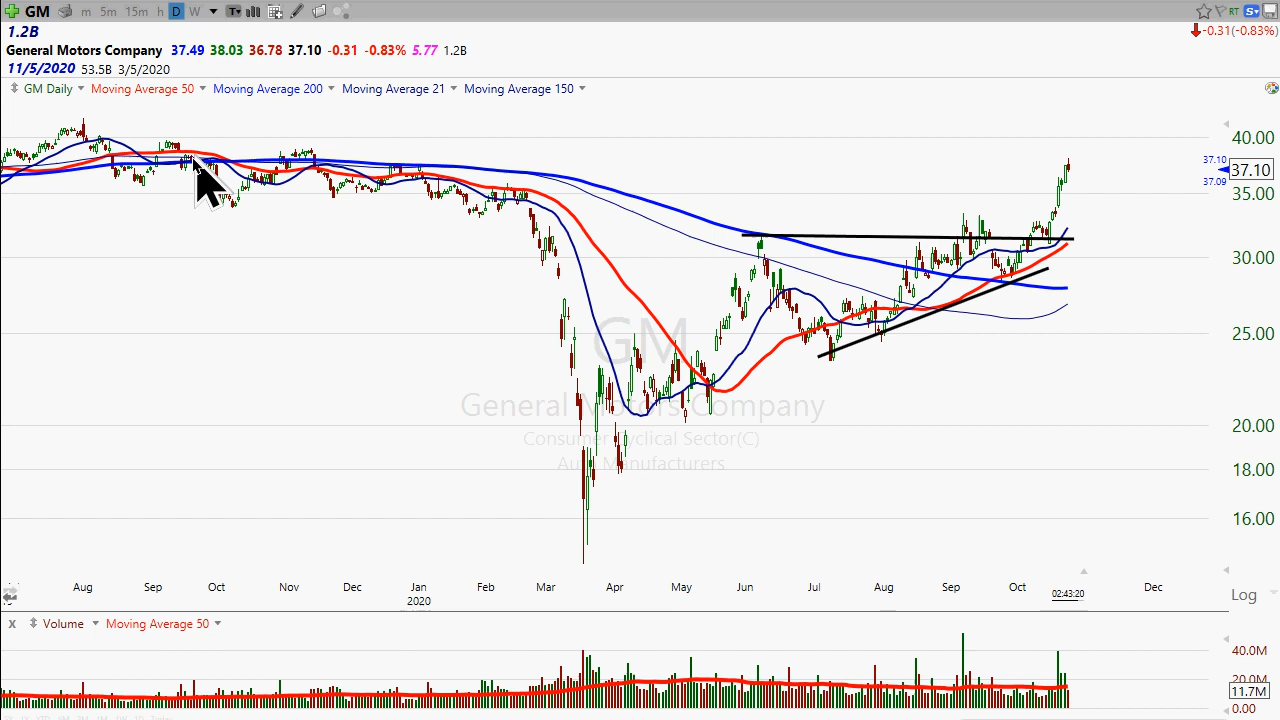 GM m 5m 15m h D W T RT S
1.2B -0.31(-0.83%)
General Motors Company 37.49 38.03 36.78 37.10 -0.31 -0.83% 5.77 1.2B
11/5/2020 53.5B 3/5/2020
GM Daily Moving Average 50 Moving Average 200 Moving Average 21 Moving Average 150
40.00
37.10
37.10
37.09
35.00
30.00
25.00
GM
General Motors Company
20.00
Consumer Cyclical Sector(C)
Auto Manufacturers
18.00
16.00
Aug Sep Oct Nov Dec Jan Feb Mar Apr May Jun Jul Aug Sep Oct Dec
2020 02:43:20 Log
X Volume Moving Average 50
40.0M
20.0M
11.7M
0.00